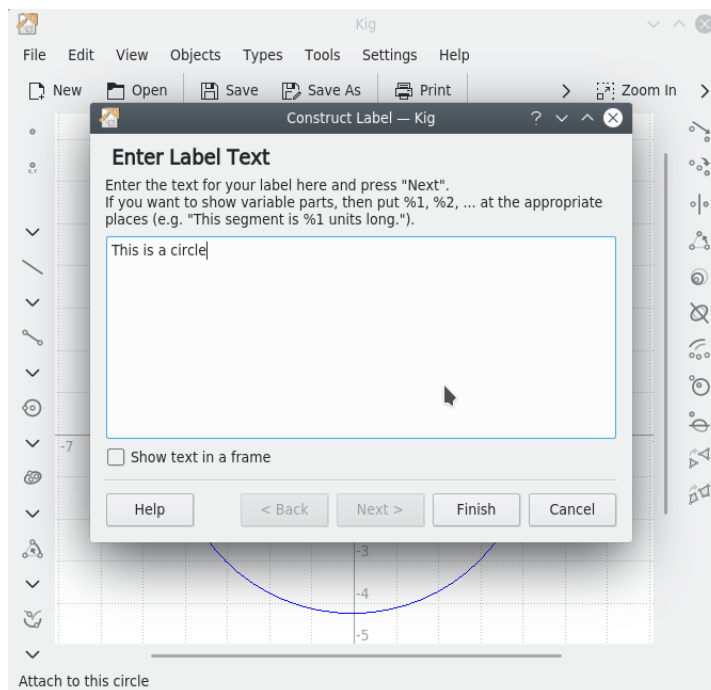 Kig
File Edit View Objects Types Tools Settings Help
New Open Save Save As Print Zoom In
Construct Label — Kig
Enter Label Text
Enter the text for your label here and press "Next".
If you want to show variable parts, then put %1, %2, ... at the appropriate
places (e.g. "This segment is %1 units long.").
This is a circle
-7
Show text in a frame
Help < Back Next > Finish Cancel
-3
-4
-5
Attach to this circle